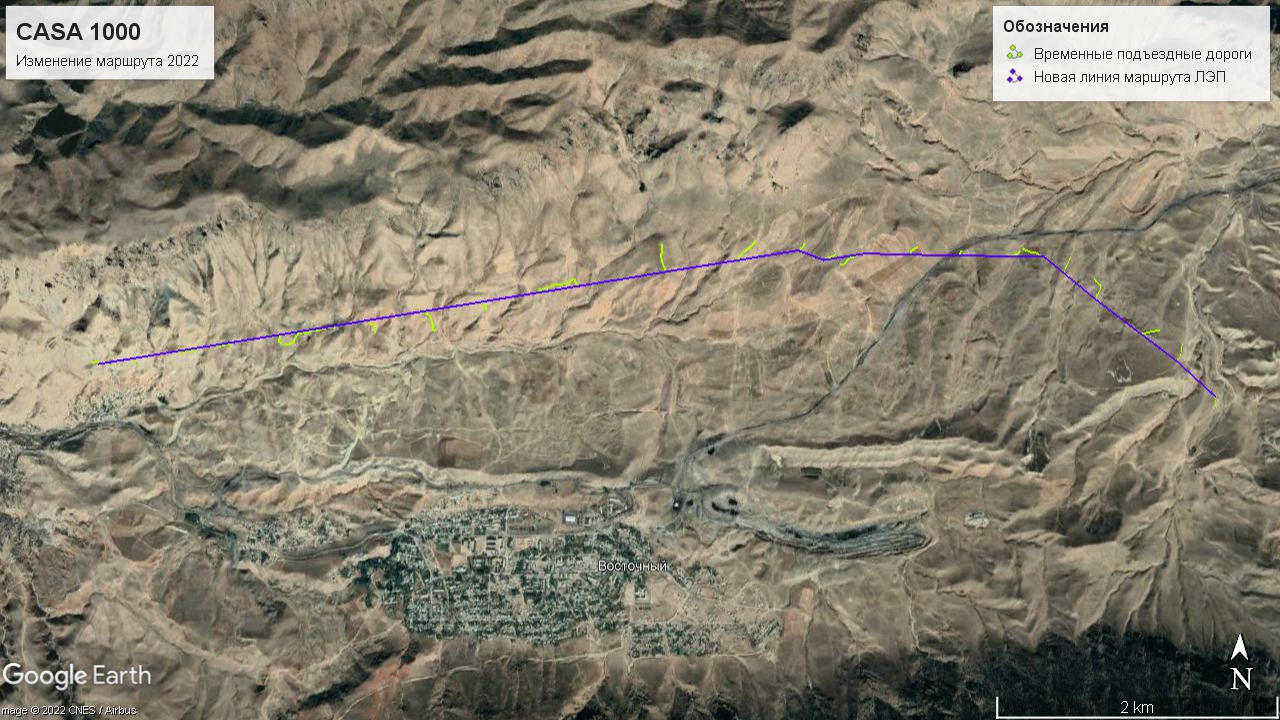 CASA 1000
Изменение маршрута 2022
Обозначения
Временные подъездные дороги
Новая линия маршрута ЛЭП
Восточный
Google Earth
mage © 2022 CNES / Airbus
N
2 km